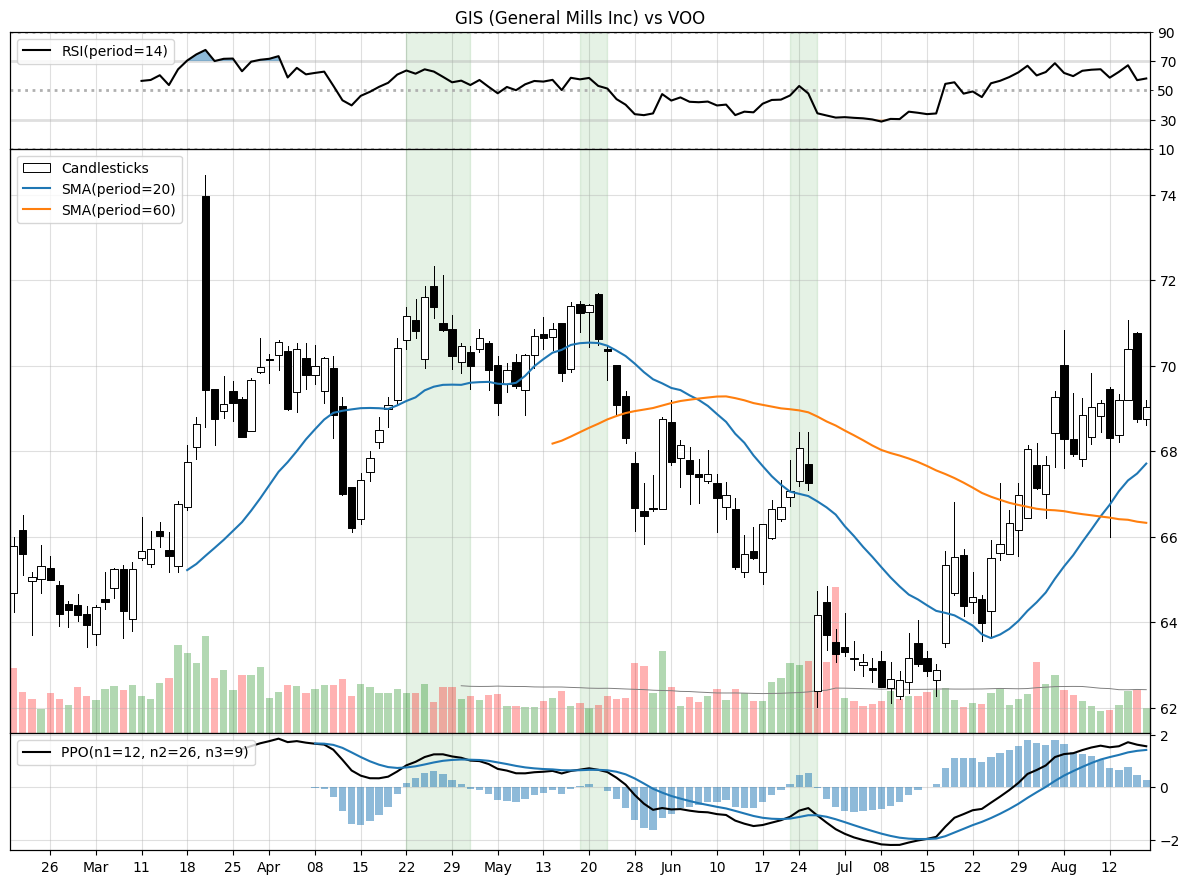 GIS (General Mills Inc) vs VOO
RSI(period=14)
90
70
50
30
10
Candlesticks
SMA(period=20)
SMA(period=60)
74
72
70
68
66
64
62
PPO(n1=12, n2=26, n3=9)
2
0
−2
26 Mar 11 18 25 Apr 08 15 22 29 May 13 20 28 Jun 10 17 24 Jul 08 15 22 29 Aug 12